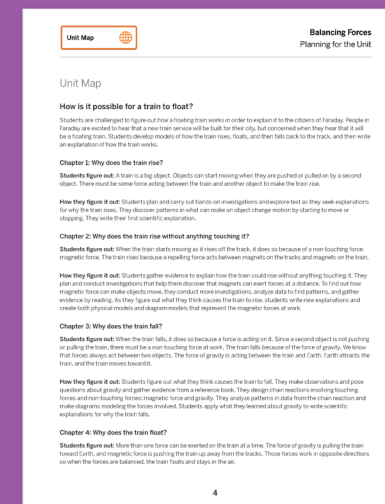 Unit Map
Balancing Forces
Planning for the Unit
Unit Map
How is it possible for a train to float?
Students are challenged to figure out how a floating train works in order to explain it to the citizens of Faraday. People in
Faraday are excited to hear that a new train service will be built for their city, but concerned when they hear that it will
be a floating train. Students develop models of how the train rises, floats, and then falls back to the track, and then write
an explanation of how the train works.
Chapter 1: Why does the train rise?
Students figure out: A train is a big object. Objects can start moving when they are pushed or pulled on by a second
object. There must be some force acting between the train and another object to make the train rise.
How they figure it out: Students plan and carry out hands-on investigations and explore text as they seek explanations
for why the train rises. They discover patterns in what can make an object change motion by starting to move or
stopping. They write their first scientific explanation.
Chapter 2: Why does the train rise without anything touching it?
Students figure out: When the train starts moving as it rises off the track, it does so because of a non-touching force:
magnetic force. The train rises because a repelling force acts between magnets on the tracks and magnets on the train.
How they figure it out: Students gather evidence to explain how the train could rise without anything touching it. They
plan and conduct investigations that help them discover that magnets can exert forces at a distance. To find out how
magnetic force can make objects move, they conduct more investigations, analyze data to find patterns, and gather
evidence by reading. As they figure out what they think causes the train to rise, students write new explanations and
create both physical models and diagram models that represent the magnetic forces at work.
Chapter 3: Why does the train fall?
Students figure out: When the train falls, it does so because a force is acting on it. Since a second object is not pushing
or pulling the train, there must be a non-touching force at work. The train falls because of the force of gravity. We know
that forces always act between two objects. The force of gravity is acting between the train and Earth. Earth attracts the
train, and the train moves toward it.
How they figure it out: Students figure out what they think causes the train to fall. They make observations and pose
questions about gravity and gather evidence from a reference book. They design chain reactions involving touching
forces and non-touching forces: magnetic force and gravity. They analyze patterns in data from the chain reaction and
make diagrams modeling the forces involved. Students apply what they learned about gravity to write scientific
explanations for why the train falls.
Chapter 4: Why does the train float?
Students figure out: More than one force can be exerted on the train at a time. The force of gravity is pulling the train
toward Earth, and magnetic force is pushing the train up away from the tracks. Those forces work in opposite directions
so when the forces are balanced, the train floats and stays in the air.
4